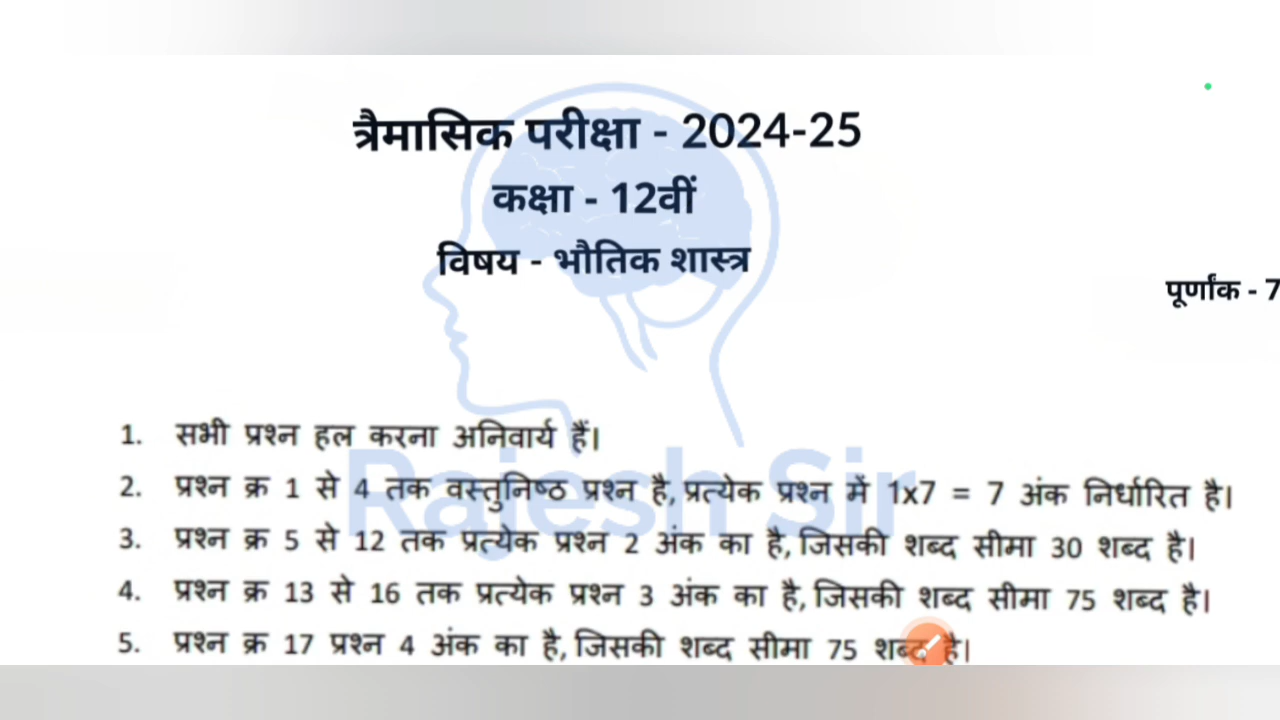 त्रैमासिक परीक्षा - 2024-25
कक्षा - 12वीं
विषय - भौतिक शास्त्र
पूर्णांक - 7
1. सभी प्रश्न हल करना अनिवार्य हैं।
2. प्रश्न क्र 1 से 4 तक वस्तुनिष्ठ प्रश्न है, प्रत्येक प्रश्न में 1x7 = 7 अंक निर्धारित है।
3. प्रश्न क्र 5 से 12 तक प्रत्येक प्रश्न 2 अंक का है, जिसकी शब्द सीमा 30 शब्द है।
4. प्रश्न क्र 13 से 16 तक प्रत्येक प्रश्न 3 अंक का है, जिसकी शब्द सीमा 75 शब्द है।
5. प्रश्न क्र 17 प्रश्न 4 अंक का है, जिसकी शब्द सीमा 75 शब्द है।
Rajesh Sir